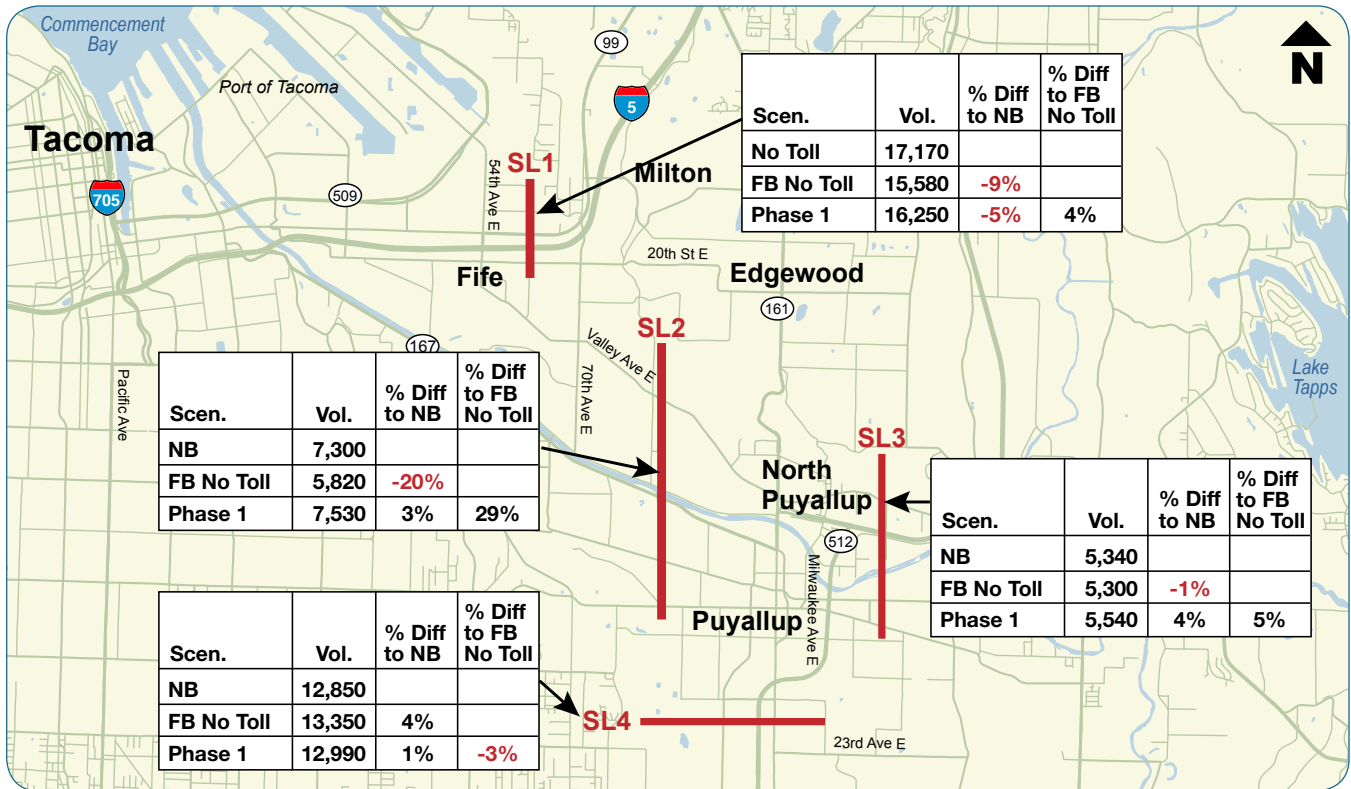 Commencement
Bay
Port of Tacoma
Tacoma
705
509
99
5
54th Ave E
SL1
Milton
Scen. Vol. % Diff to NB % Diff to FB No Toll
No Toll 17,170
FB No Toll 15,580 -9%
Phase 1 16,250 -5% 4%
N
20th St E
Fife
Edgewood
161
SL2
Valley Ave E
70th Ave E
167
Pacific Ave
Lake
Tapps
Scen. Vol. % Diff to NB % Diff to FB No Toll
NB 7,300
FB No Toll 5,820 -20%
Phase 1 7,530 3% 29%
SL3
North
Puyallup
512
Milwaukee Ave E
Scen. Vol. % Diff to NB % Diff to FB No Toll
NB 5,340
FB No Toll 5,300 -1%
Phase 1 5,540 4% 5%
Puyallup
Scen. Vol. % Diff to NB % Diff to FB No Toll
NB 12,850
FB No Toll 13,350 4%
Phase 1 12,990 1% -3%
SL4
23rd Ave E